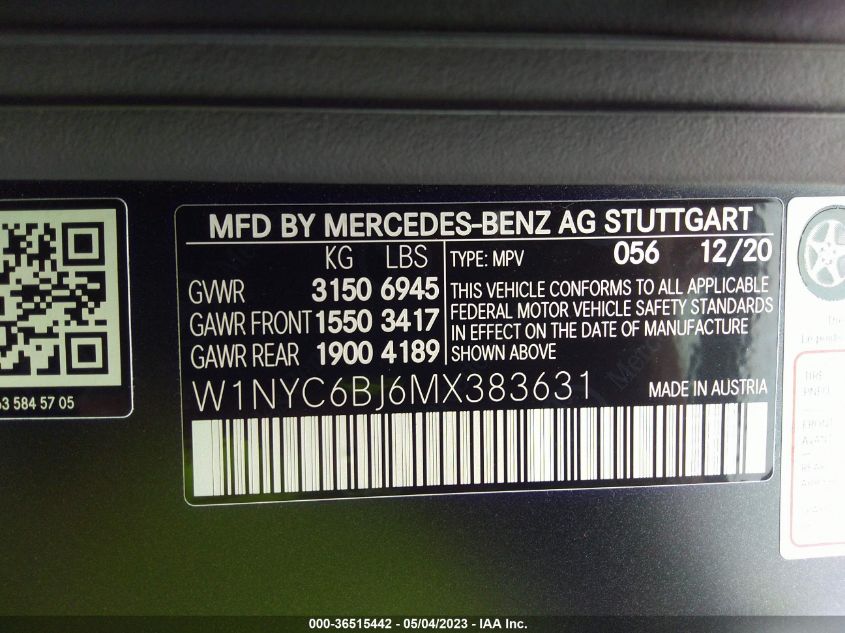 MFD BY MERCEDES-BENZ AG STUTTGART
KG LBS
GVWR 3150 6945
GAWR FRONT 1550 3417
GAWR REAR 1900 4189
TYPE: MPV 056 12/20
THIS VEHICLE CONFORMS TO ALL APPLICABLE
FEDERAL MOTOR VEHICLE SAFETY STANDARDS
IN EFFECT ON THE DATE OF MANUFACTURE
SHOWN ABOVE
W1NYC6BJ6MX383631 MADE IN AUSTRIA
3 584 57 05
TIRE
FRONT
000-36515442 - 05/04/2023 - IAA Inc.